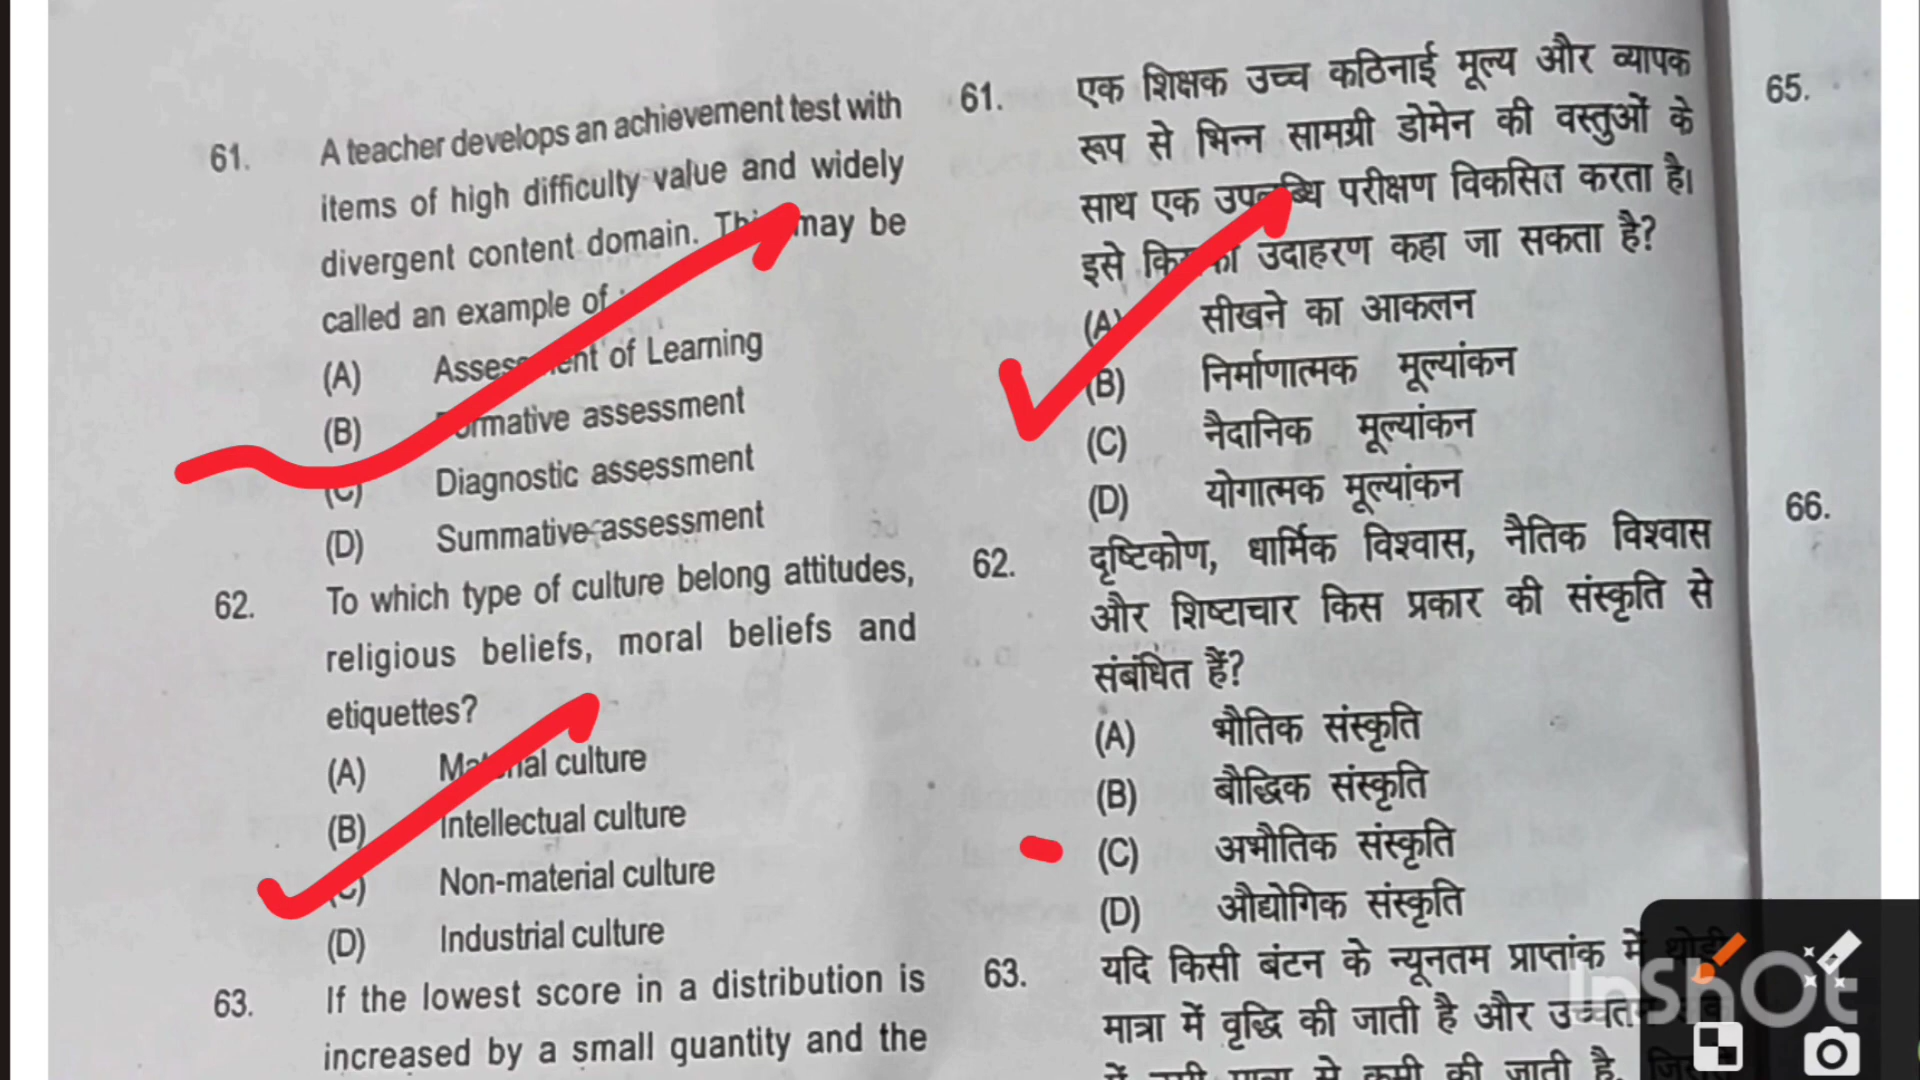 61. A teacher develops an achievement test with
items of high difficulty value and widely
divergent content domain. may be
called an example of
(A) of Learning
(B) assessment
(C) Diagnostic assessment
(D) Summative assessment
62. To which type of culture belong attitudes,
religious beliefs, moral beliefs and
etiquettes?
(A) culture
(B) Intellectual culture
(C) Non-material culture
(D) Industrial culture
63. If the lowest score in a distribution is
increased by a small quantity and the
61. एक शिक्षक उच्च कठिनाई मूल्य और व्यापक
रूप से भिन्न सामग्री डोमेन की वस्तुओं के
साथ एक परीक्षण विकसित करता है।
इसे उदाहरण कहा जा सकता है?
(A) सीखने का आकलन
(B) निर्माणात्मक मूल्यांकन
(C) नैदानिक मूल्यांकन
(D) योगात्मक मूल्यांकन
62. दृष्टिकोण, धार्मिक विश्वास, नैतिक विश्वास
और शिष्टाचार किस प्रकार की संस्कृति से
संबंधित हैं?
(A) भौतिक संस्कृति
(B) बौद्धिक संस्कृति
(C) अभौतिक संस्कृति
(D) औद्योगिक संस्कृति
63. यदि किसी बंटन के न्यूनतम प्राप्तांक में
मात्रा में वृद्धि की जाती है और
65.
66.
InShOt